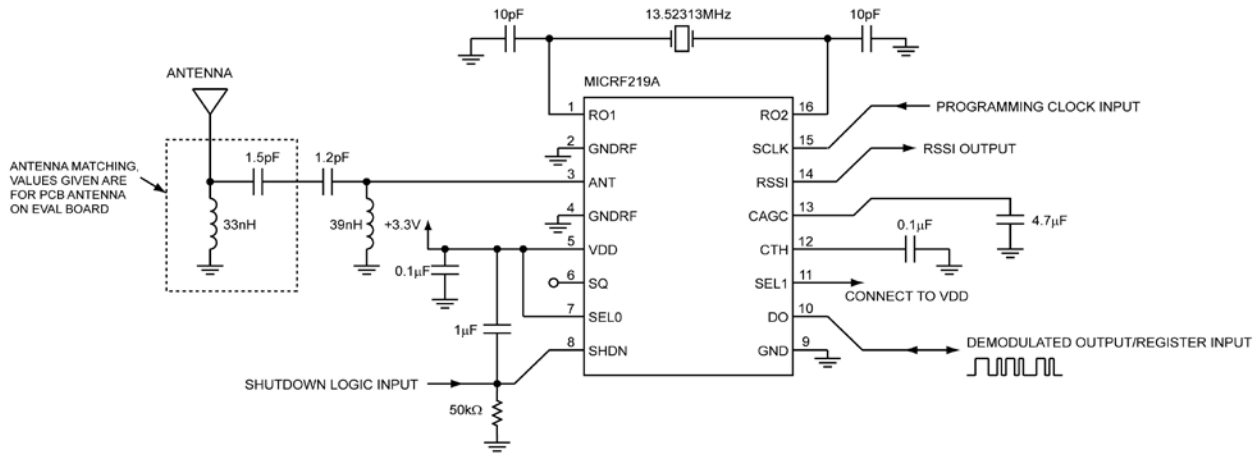 10pF
13.52313MHz
10pF
ANTENNA
MICRF219A
1
RO1
RO2
16
PROGRAMMING CLOCK INPUT
2
GNDRF
SCLK
15
RSSI OUTPUT
ANTENNA MATCHING,
VALUES GIVEN ARE
FOR PCB ANTENNA
ON EVAL BOARD
1.5pF
1.2pF
3
ANT
RSSI
14
33nH
39nH
+3.3V
4
GNDRF
CAGC
13
4.7μF
0.1μF
5
VDD
CTH
12
0.1μF
6
SQ
SEL1
11
CONNECT TO VDD
1μF
7
SEL0
DO
10
DEMODULATED OUTPUT/REGISTER INPUT
8
SHDN
GND
9
SHUTDOWN LOGIC INPUT
50kΩ